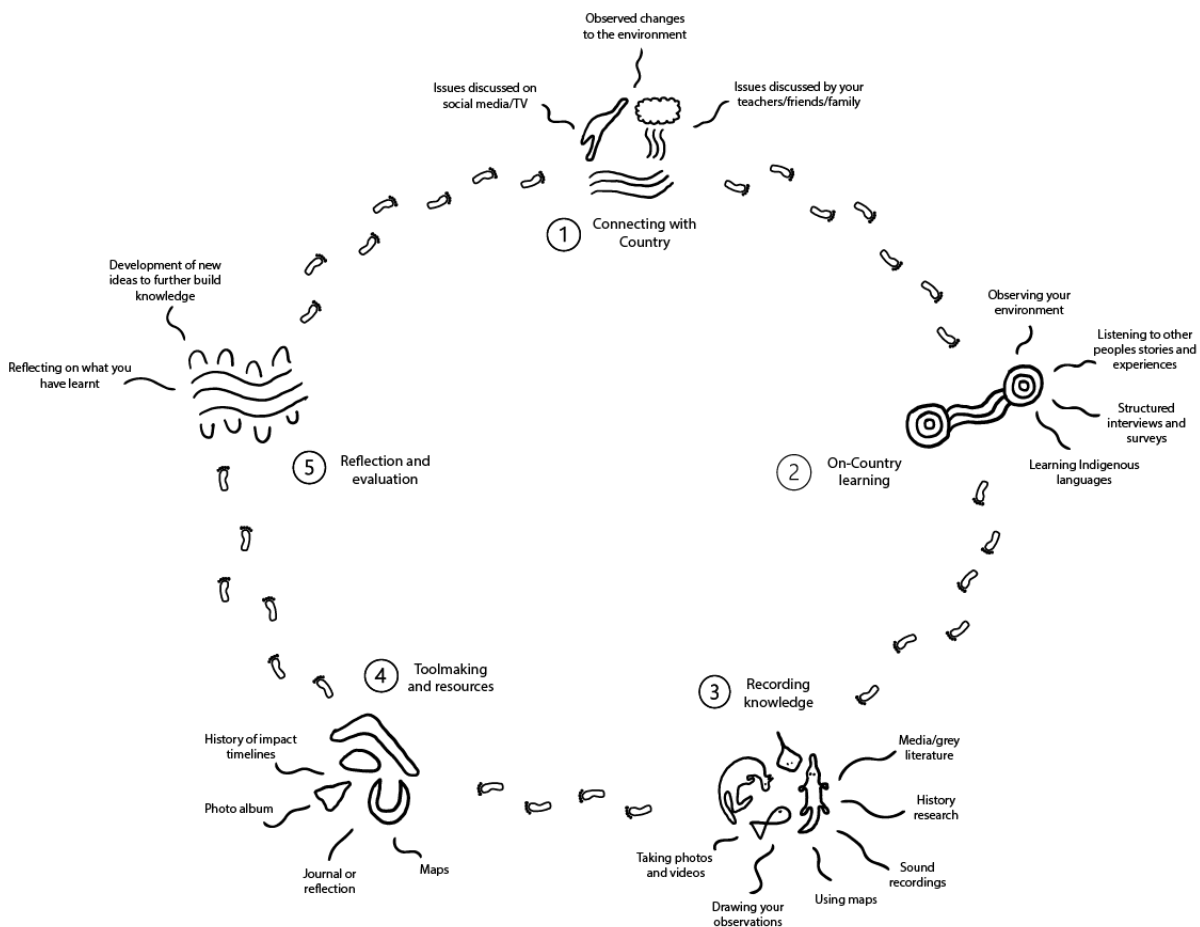 Observed changes
to the environment
Issues discussed on
social media/TV
Issues discussed by your
teachers/friends/family
1
Connecting with
Country
Observing your
environment
Listening to other
peoples stories and
experiences
Structured
interviews and
surveys
Learning Indigenous
languages
2
On-Country
learning
3
Recording
knowledge
Media/grey
literature
History
research
Sound
recordings
Using maps
Drawing your
observations
Taking photos
and videos
4
Toolmaking
and resources
History of impact
timelines
Photo album
Journal or
reflection
Maps
5
Reflection and
evaluation
Development of new
ideas to further build
knowledge
Reflecting on what you
have learnt